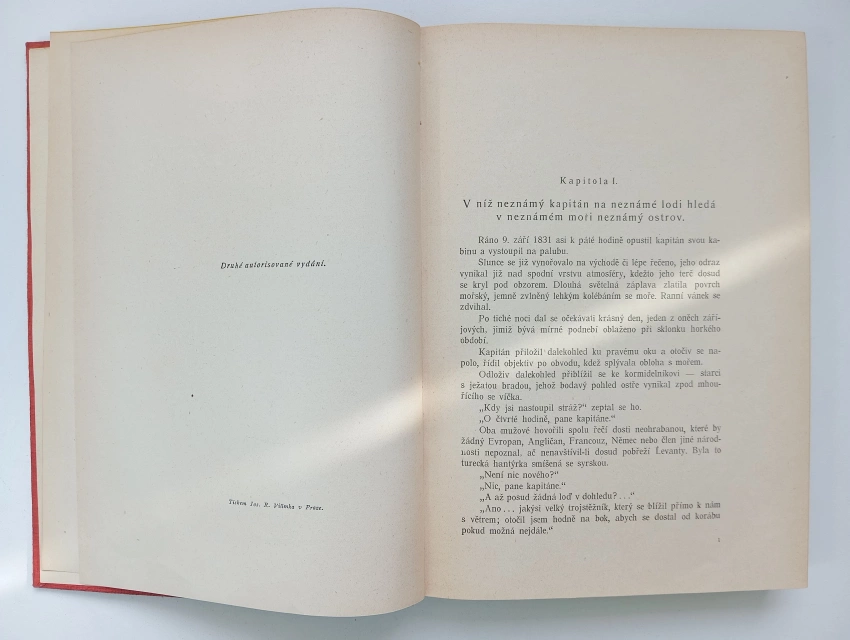 Druhé autorisované vydání.
Tiskem Jos. R. Vilímka v Praze.
Kapitola I.
V níž neznámý kapitán na neznámé lodi hledá
v neznámém moři neznámý ostrov.
Ráno 9. září 1831 asi k páté hodině opustil kapitán svou ka-
binu a vystoupil na palubu.
Slunce se již vynořovalo na východě či lépe řečeno, jeho odraz
vynikal již nad spodní vrstvu atmosféry, kdežto jeho terč dosud
se kryl pod obzorem. Dlouhá světelná záplava zlatila povrch
mořský, jemně zvlněný lehkým kolébáním se moře. Ranní vánek se
zdvihal.
Po tiché noci dal se očekávati krásný den, jeden z oněch záři-
jových, jimiž bývá mírné podnebí oblaženo při sklonku horkého
období.
Kapitán přiložil dalekohled ku pravému oku a otočiv se na-
polo, řídil objektiv po obvodu, kdež splývala obloha s mořem.
Odloživ dalekohled přiblížil se ke kormidelníkovi — starci
s ježatou bradou, jehož bodavý pohled ostře vynikal zpod mhou-
řícího se víčka.
„Kdy jsi nastoupil stráž?“ zeptal se ho.
„O čtvrté hodině, pane kapitáne.“
Oba mužové hovořili spolu řečí dosti neohrabanou, které by
žádný Evropan, Angličan, Francouz, Němec nebo člen jiné národ-
nosti nepoznal, ač nenavštívil-li dosud pobřeží Levanty. Byla to
turecká hantýrka smíšená se syrskou.
„Není nic nového?“
„Nic, pane kapitáne.“
„A až posud žádná loď v dohledu?...“
„Ano... jakýsi velký trojstěžník, který se blížil přímo k nám
s větrem; otočil jsem hodně na bok, abych se dostal od korábu
pokud možná nejdále.“
1